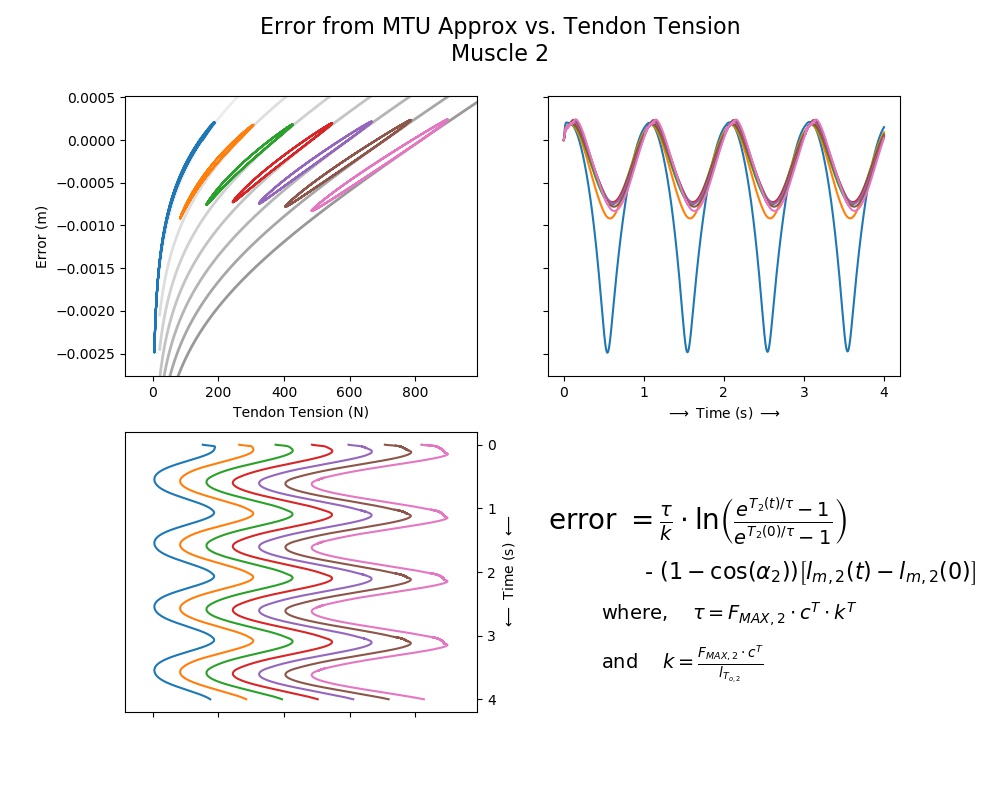 Error from MTU Approx vs. Tendon Tension
Muscle 2
0.0005
0.0000
−0.0005
−0.0010
−0.0015
−0.0020
−0.0025
Error (m)
0 200 400 600 800
Tendon Tension (N)
0 1 2 3 4
⟶ Time (s) ⟶
0
1
2
3
4
⟵ Time (s) ⟵
error = τ/k · ln((e^{T₂(t)/τ} − 1)/(e^{T₂(0)/τ} − 1))
- (1 − cos(α₂))[l_{m,2}(t) − l_{m,2}(0)]
where, τ = F_{MAX,2} · c^T · k^T
and k = (F_{MAX,2} · c^T)/l_{T_{o,2}}